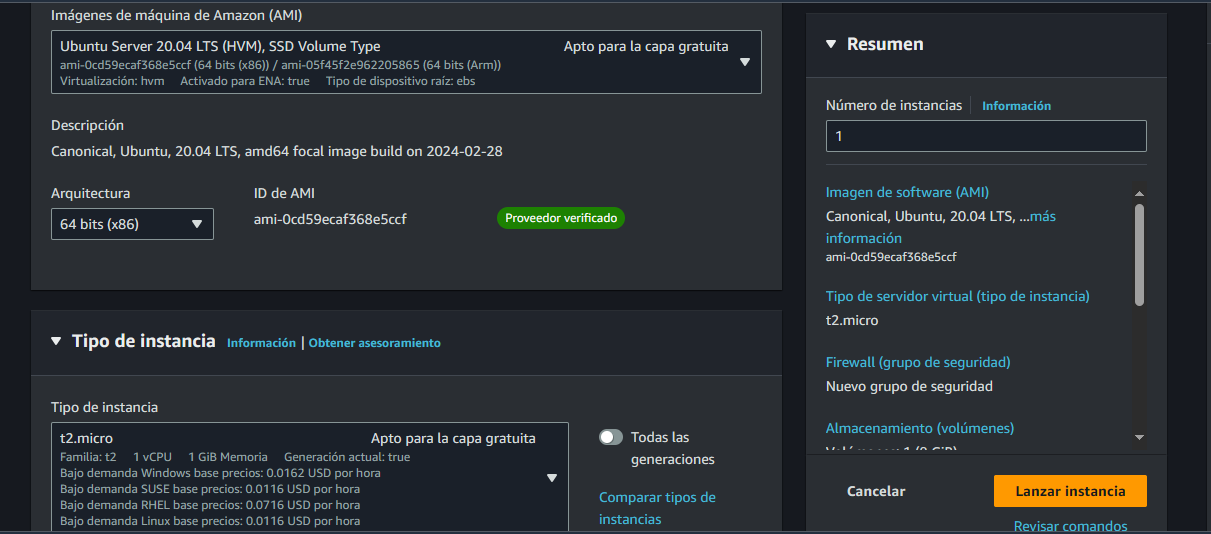 Imágenes de máquina de Amazon (AMI)
Ubuntu Server 20.04 LTS (HVM), SSD Volume Type
Apto para la capa gratuita
ami-0cd59ecaf368e5ccf (64 bits (x86)) / ami-05f45f2e962205865 (64 bits (Arm))
Virtualización: hvm Activado para ENA: true Tipo de dispositivo raíz: ebs
Descripción
Canonical, Ubuntu, 20.04 LTS, amd64 focal image build on 2024-02-28
Arquitectura
64 bits (x86)
ID de AMI
ami-0cd59ecaf368e5ccf
Proveedor verificado
Tipo de instancia Información | Obtener asesoramiento
Tipo de instancia
t2.micro
Apto para la capa gratuita
Familia: t2 1 vCPU 1 GiB Memoria Generación actual: true
Bajo demanda Windows base precios: 0.0162 USD por hora
Bajo demanda SUSE base precios: 0.0116 USD por hora
Bajo demanda RHEL base precios: 0.0716 USD por hora
Bajo demanda Linux base precios: 0.0116 USD por hora
Todas las
generaciones
Comparar tipos de
instancias
Resumen
Número de instancias Información
1
Imagen de software (AMI)
Canonical, Ubuntu, 20.04 LTS, ...más
información
ami-0cd59ecaf368e5ccf
Tipo de servidor virtual (tipo de instancia)
t2.micro
Firewall (grupo de seguridad)
Nuevo grupo de seguridad
Almacenamiento (volúmenes)
Cancelar
Lanzar instancia
Revisar comandos